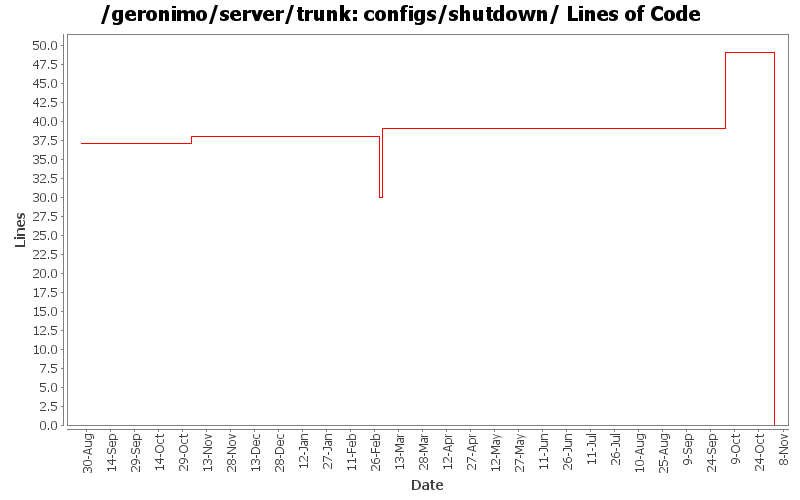 /geronimo/server/trunk: configs/shutdown/ Lines of Code
50.0
47.5
45.0
42.5
40.0
37.5
35.0
32.5
30.0
27.5
25.0
22.5
20.0
17.5
15.0
12.5
10.0
7.5
5.0
2.5
0.0
Lines
30-Aug
14-Sep
29-Sep
14-Oct
29-Oct
13-Nov
28-Nov
13-Dec
28-Dec
12-Jan
27-Jan
11-Feb
26-Feb
13-Mar
28-Mar
12-Apr
27-Apr
12-May
27-May
11-Jun
26-Jun
11-Jul
26-Jul
10-Aug
25-Aug
9-Sep
24-Sep
9-Oct
24-Oct
8-Nov
Date